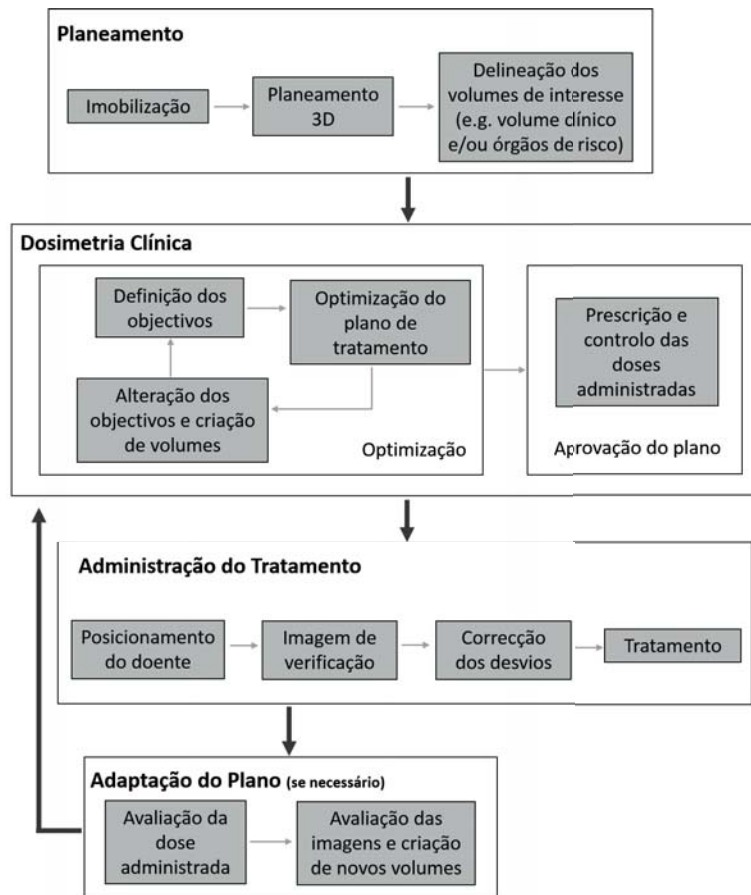 Planeamento
Imobilização
Planeamento
3D
Delineação dos
volumes de interesse
(e.g. volume clínico
e/ou órgãos de risco)
Dosimetria Clínica
Definição dos
objectivos
Optimização do
plano de
tratamento
Alteração dos
objectivos e criação
de volumes
Optimização
Prescrição e
controlo das
doses
administradas
Aprovação do plano
Administração do Tratamento
Posicionamento
do doente
Imagem de
verificação
Correcção
dos desvios
Tratamento
Adaptação do Plano (se necessário)
Avaliação da
dose
administrada
Avaliação das
imagens e criação
de novos volumes